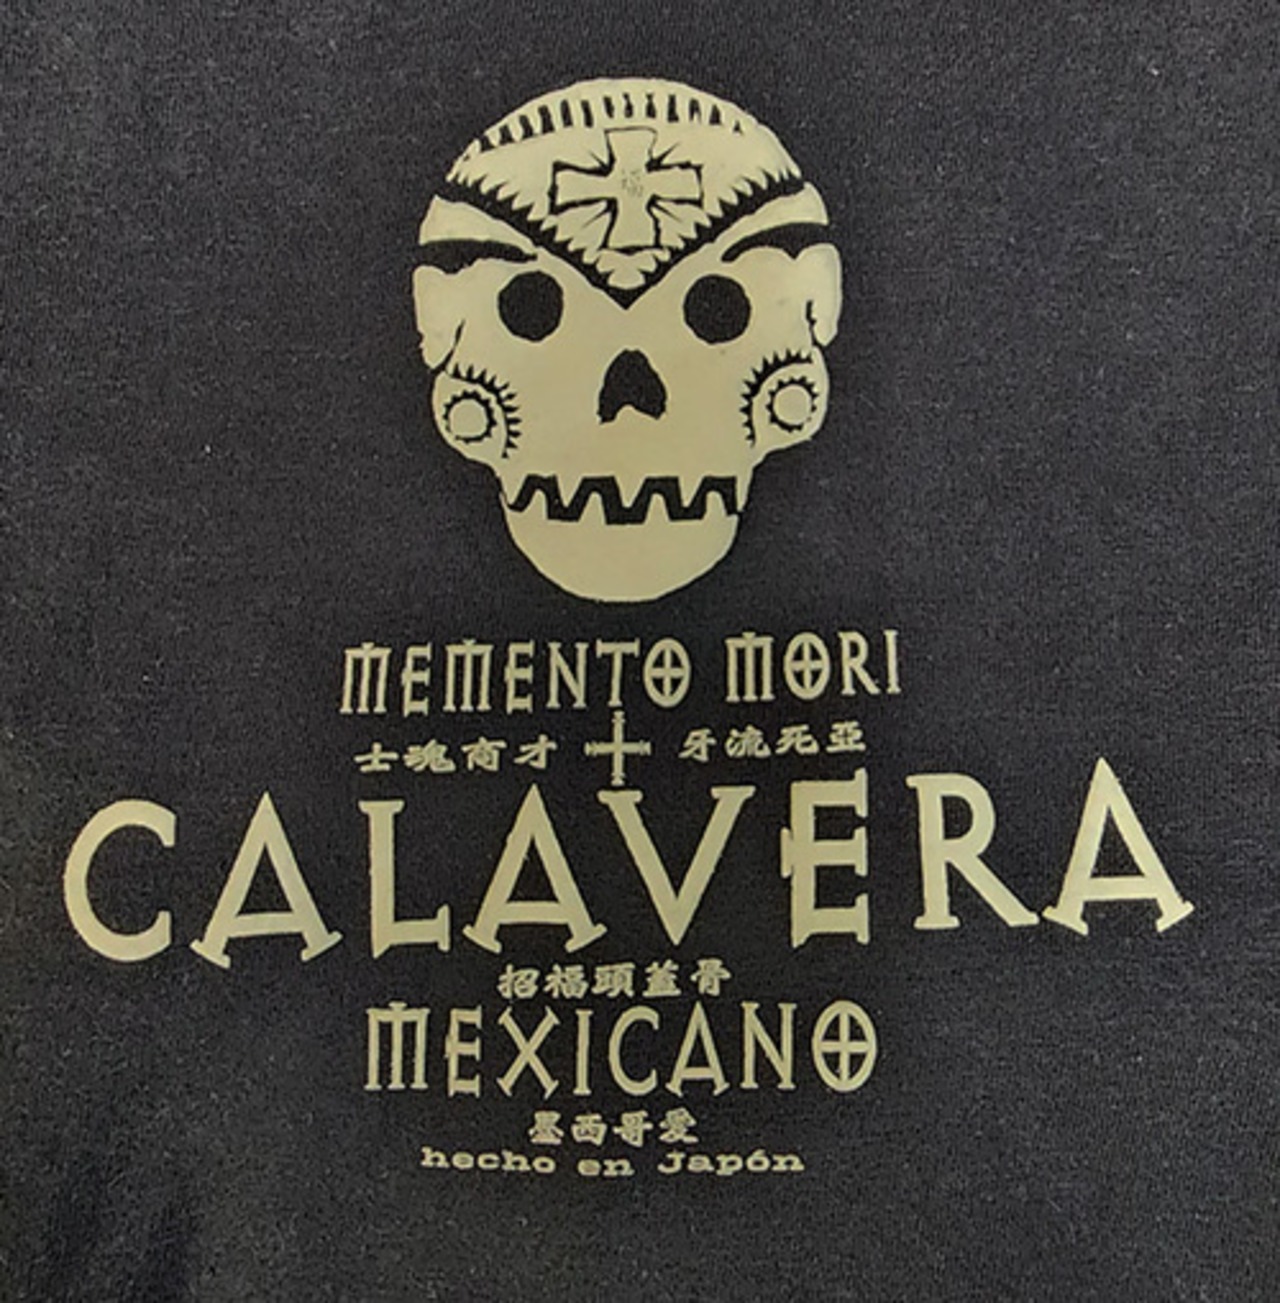 MEMENTO MORI
士魂商才 牙流死亞
CALAVERA
招福頭蓋骨
MEXICANO
墨西哥愛
hecho en Japón